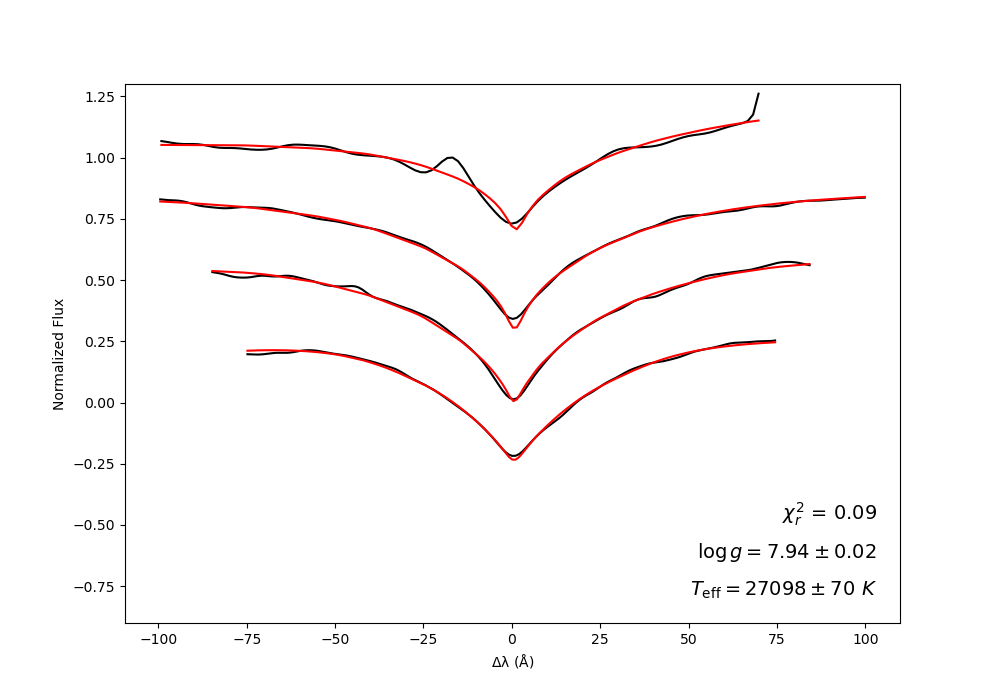 1.25
1.00
0.75
0.50
0.25
0.00
−0.25
−0.50
−0.75
Normalized Flux
χ²ᵣ = 0.09
log g = 7.94 ± 0.02
T_eff = 27098 ± 70 K
−100 −75 −50 −25 0 25 50 75 100
Δλ (Å)